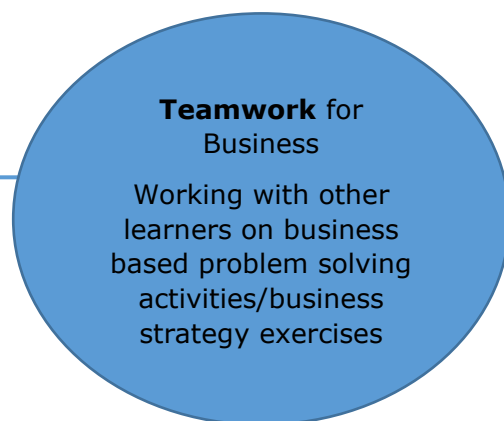 Teamwork for
Business
Working with other
learners on business
based problem solving
activities/business
strategy exercises